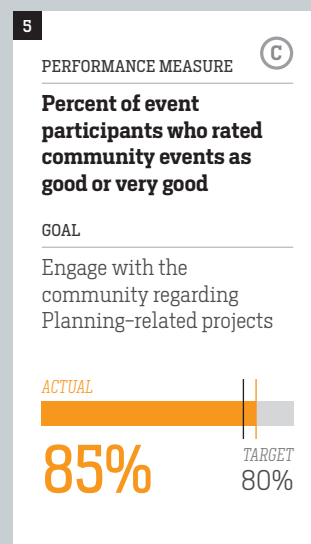 5
PERFORMANCE MEASURE
C
Percent of event
participants who rated
community events as
good or very good
GOAL
Engage with the
community regarding
Planning-related projects
ACTUAL
85%
TARGET
80%